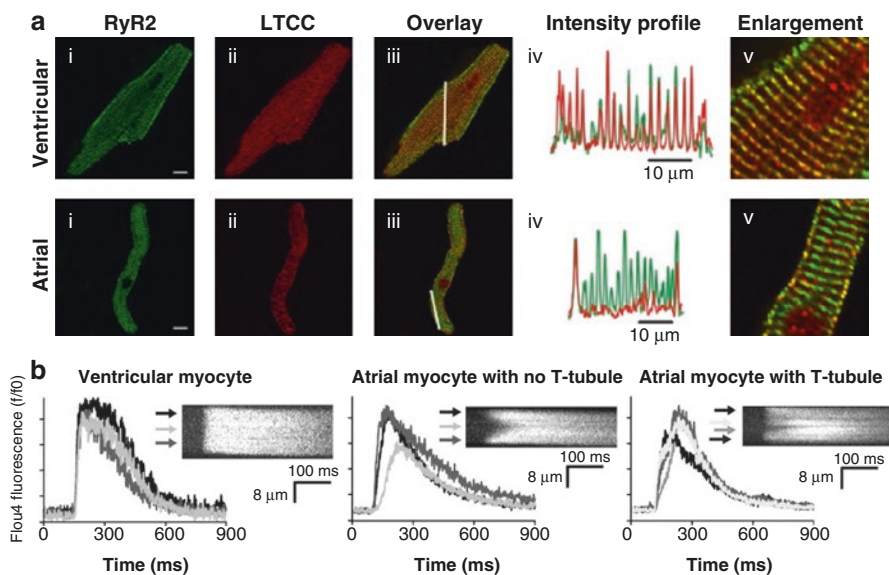 a
RyR2 LTCC Overlay Intensity profile Enlargement
Ventricular
i ii iii iv v
10 μm
Atrial
i ii iii iv v
10 μm
b
Ventricular myocyte Atrial myocyte with no T-tubule Atrial myocyte with T-tubule
Flou4 fluorescence (f/f0)
100 ms 100 ms 100 ms
8 μm 8 μm 8 μm
0 300 600 900 0 300 600 900 0 300 600 900
Time (ms) Time (ms) Time (ms)